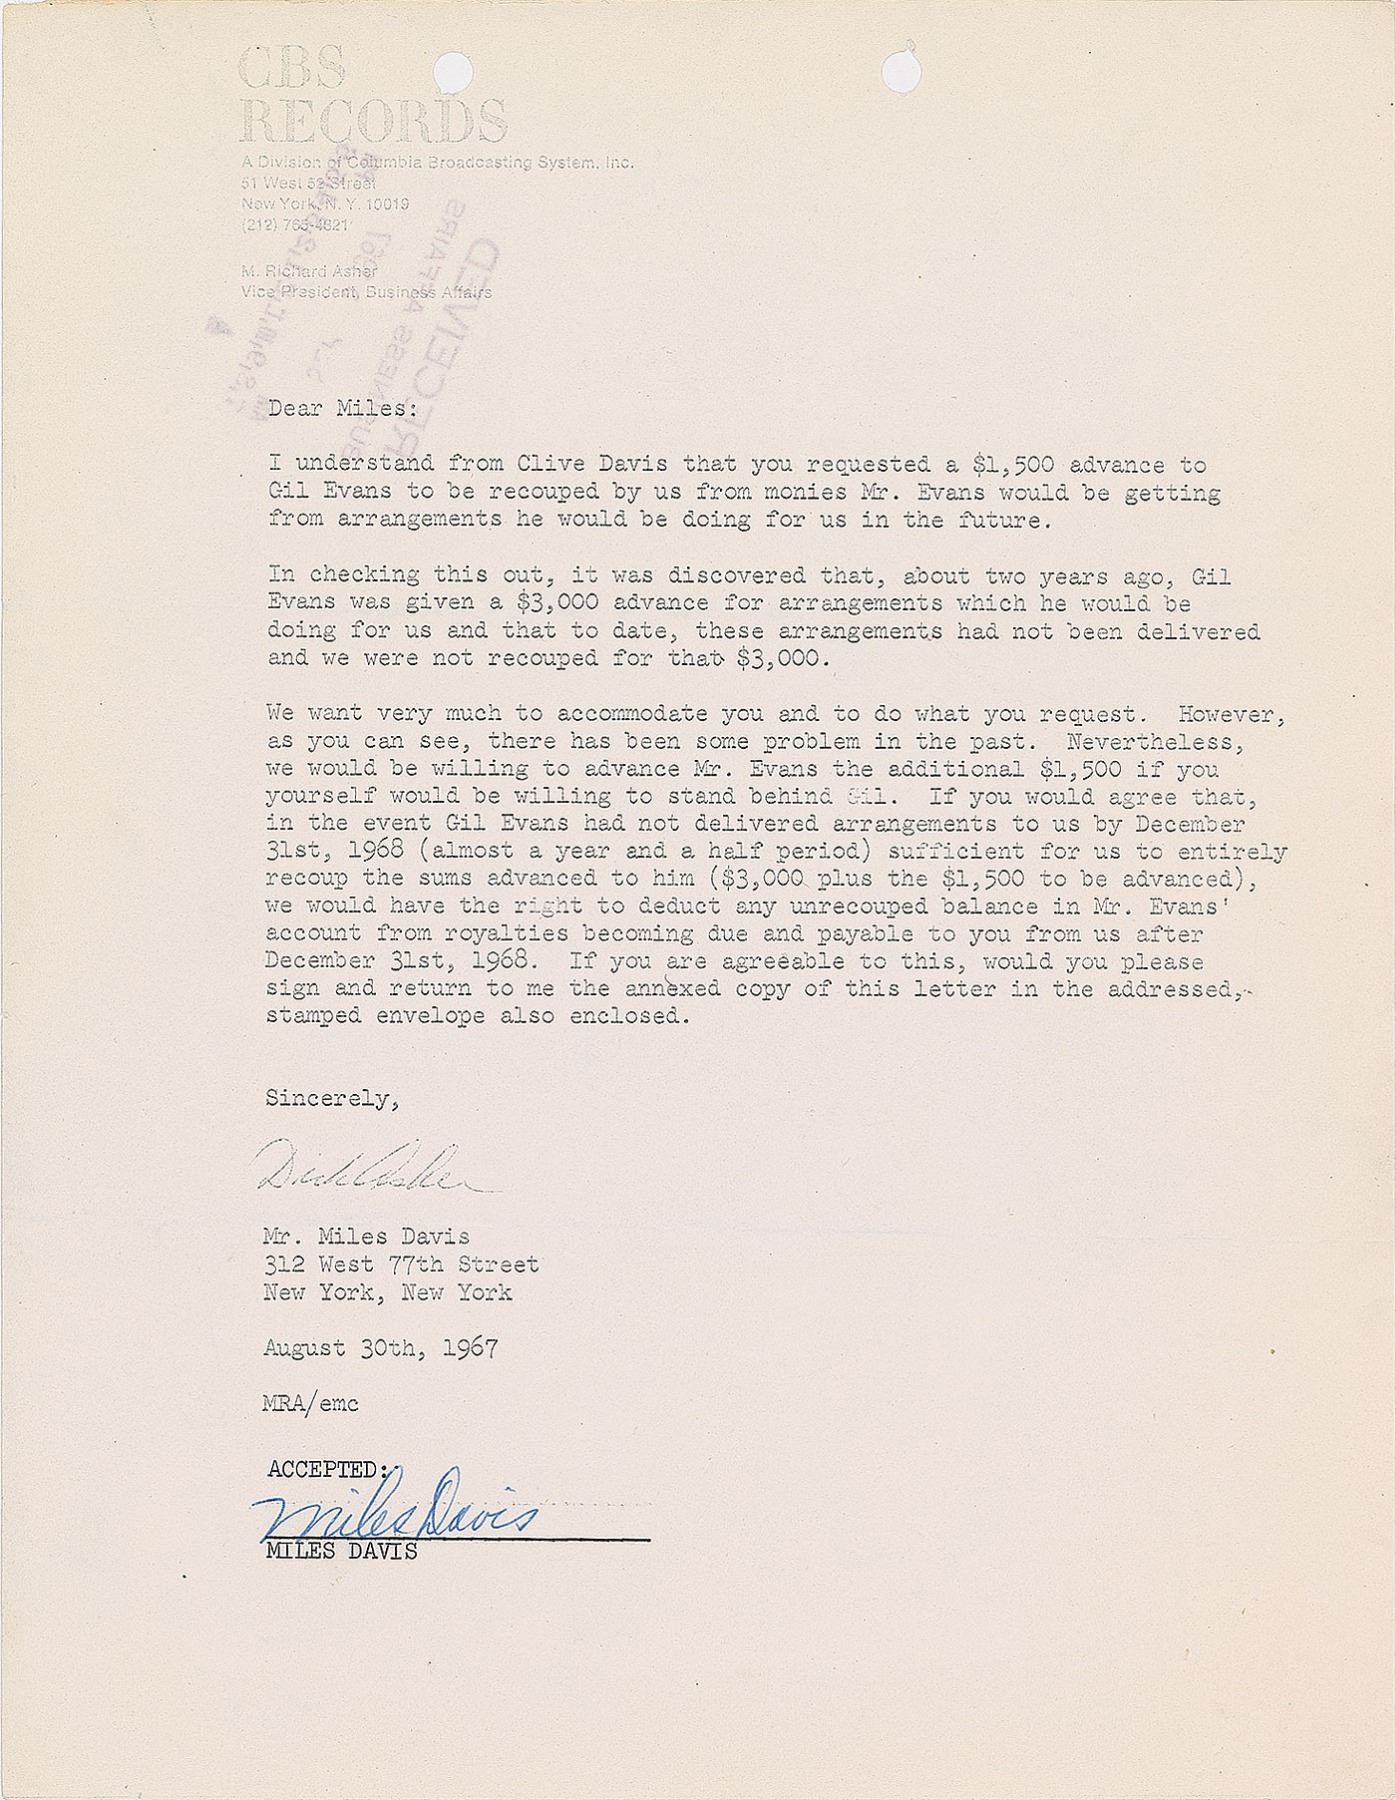 CBS
RECORDS
A Division of Columbia Broadcasting System, Inc.
51 West 52 Street
New York, N. Y. 10019
(212) 765-4321
M. Richard Asher
Vice President, Business Affairs
RECEIVED
BUSINESS AFFAIRS
Dear Miles:
I understand from Clive Davis that you requested a $1,500 advance to
Gil Evans to be recouped by us from monies Mr. Evans would be getting
from arrangements he would be doing for us in the future.
In checking this out, it was discovered that, about two years ago, Gil
Evans was given a $3,000 advance for arrangements which he would be
doing for us and that to date, these arrangements had not been delivered
and we were not recouped for that $3,000.
We want very much to accommodate you and to do what you request. However,
as you can see, there has been some problem in the past. Nevertheless,
we would be willing to advance Mr. Evans the additional $1,500 if you
yourself would be willing to stand behind Gil. If you would agree that,
in the event Gil Evans had not delivered arrangements to us by December
31st, 1968 (almost a year and a half period) sufficient for us to entirely
recoup the sums advanced to him ($3,000 plus the $1,500 to be advanced),
we would have the right to deduct any unrecouped balance in Mr. Evans'
account from royalties becoming due and payable to you from us after
December 31st, 1968. If you are agreeable to this, would you please
sign and return to me the annexed copy of this letter in the addressed,
stamped envelope also enclosed.
Sincerely,
Dick Asher
Mr. Miles Davis
312 West 77th Street
New York, New York
August 30th, 1967
MRA/emc
ACCEPTED:
Miles Davis
MILES DAVIS